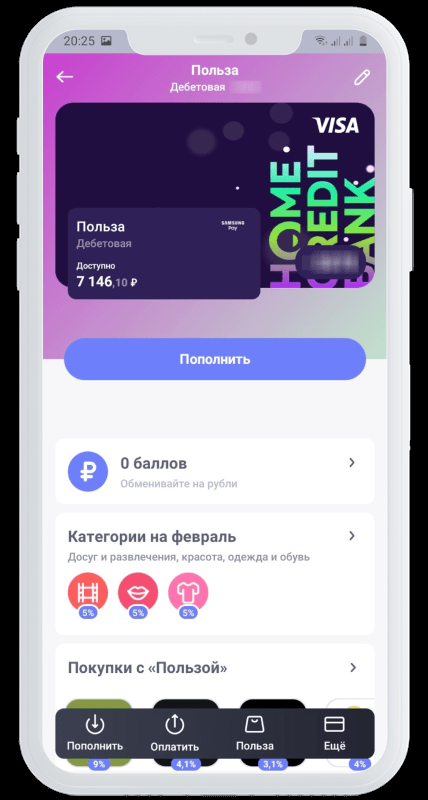 20:25
Польза
Дебетовая
VISA
HOME
CREDIT
BANK
Польза
SAMSUNG
Pay
Дебетовая
Доступно
7 146,10 ₽
Пополнить
₽
0 баллов
Обменивайте на рубли
Категории на февраль
Досуг и развлечения, красота, одежда и обувь
5% 5% 5%
Покупки с «Пользой»
Пополнить Оплатить Польза Ещё
9% 4,1% 3,1% 4%